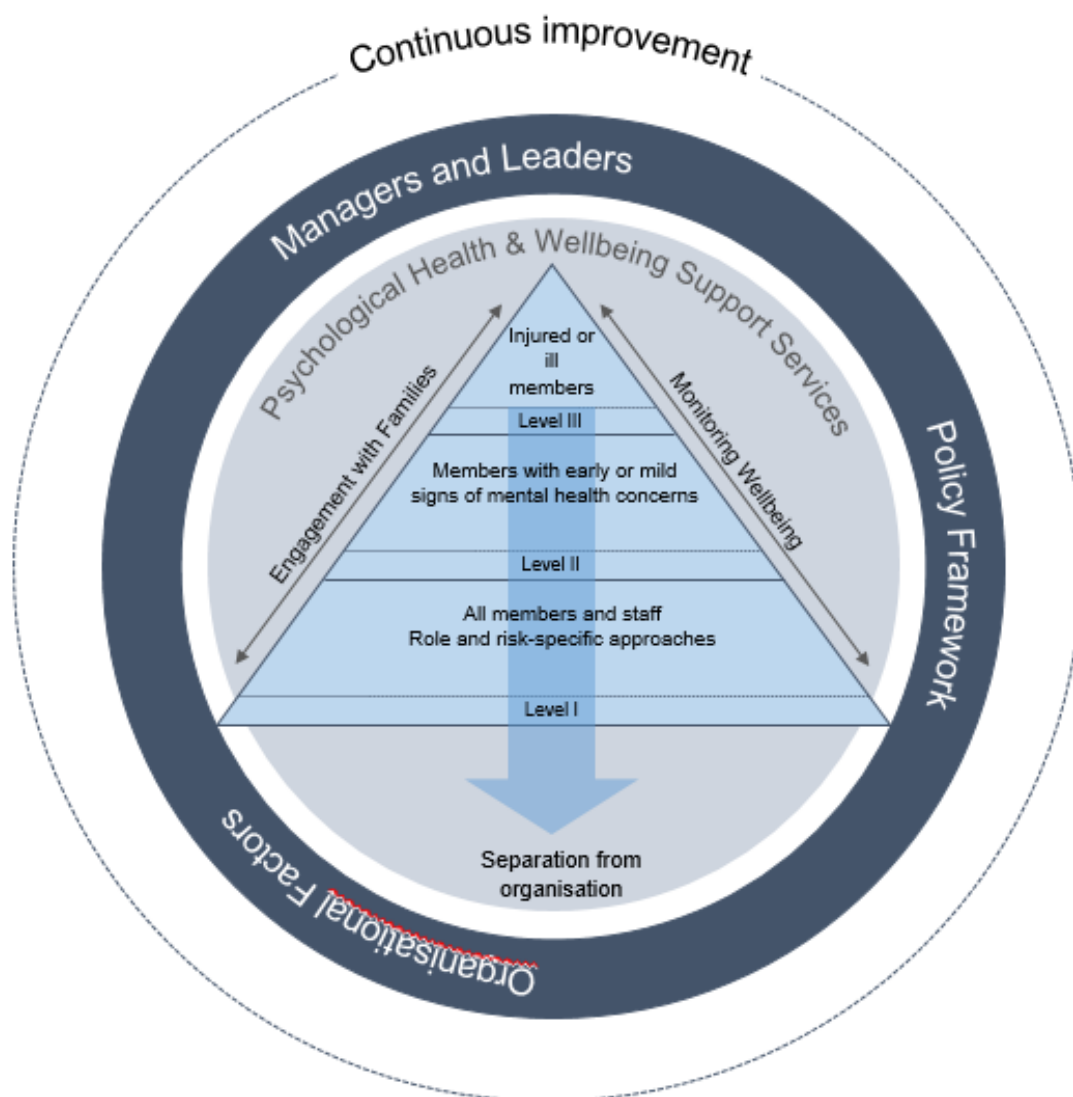 Continuous improvement
Managers and Leaders
Psychological Health & Wellbeing Support Services
Injured or
ill
members
Level III
Engagement with Families
Monitoring Wellbeing
Members with early or mild
signs of mental health concerns
Level II
Policy Framework
All members and staff
Role and risk-specific approaches
Level I
Separation from
organisation
Organisational Factors